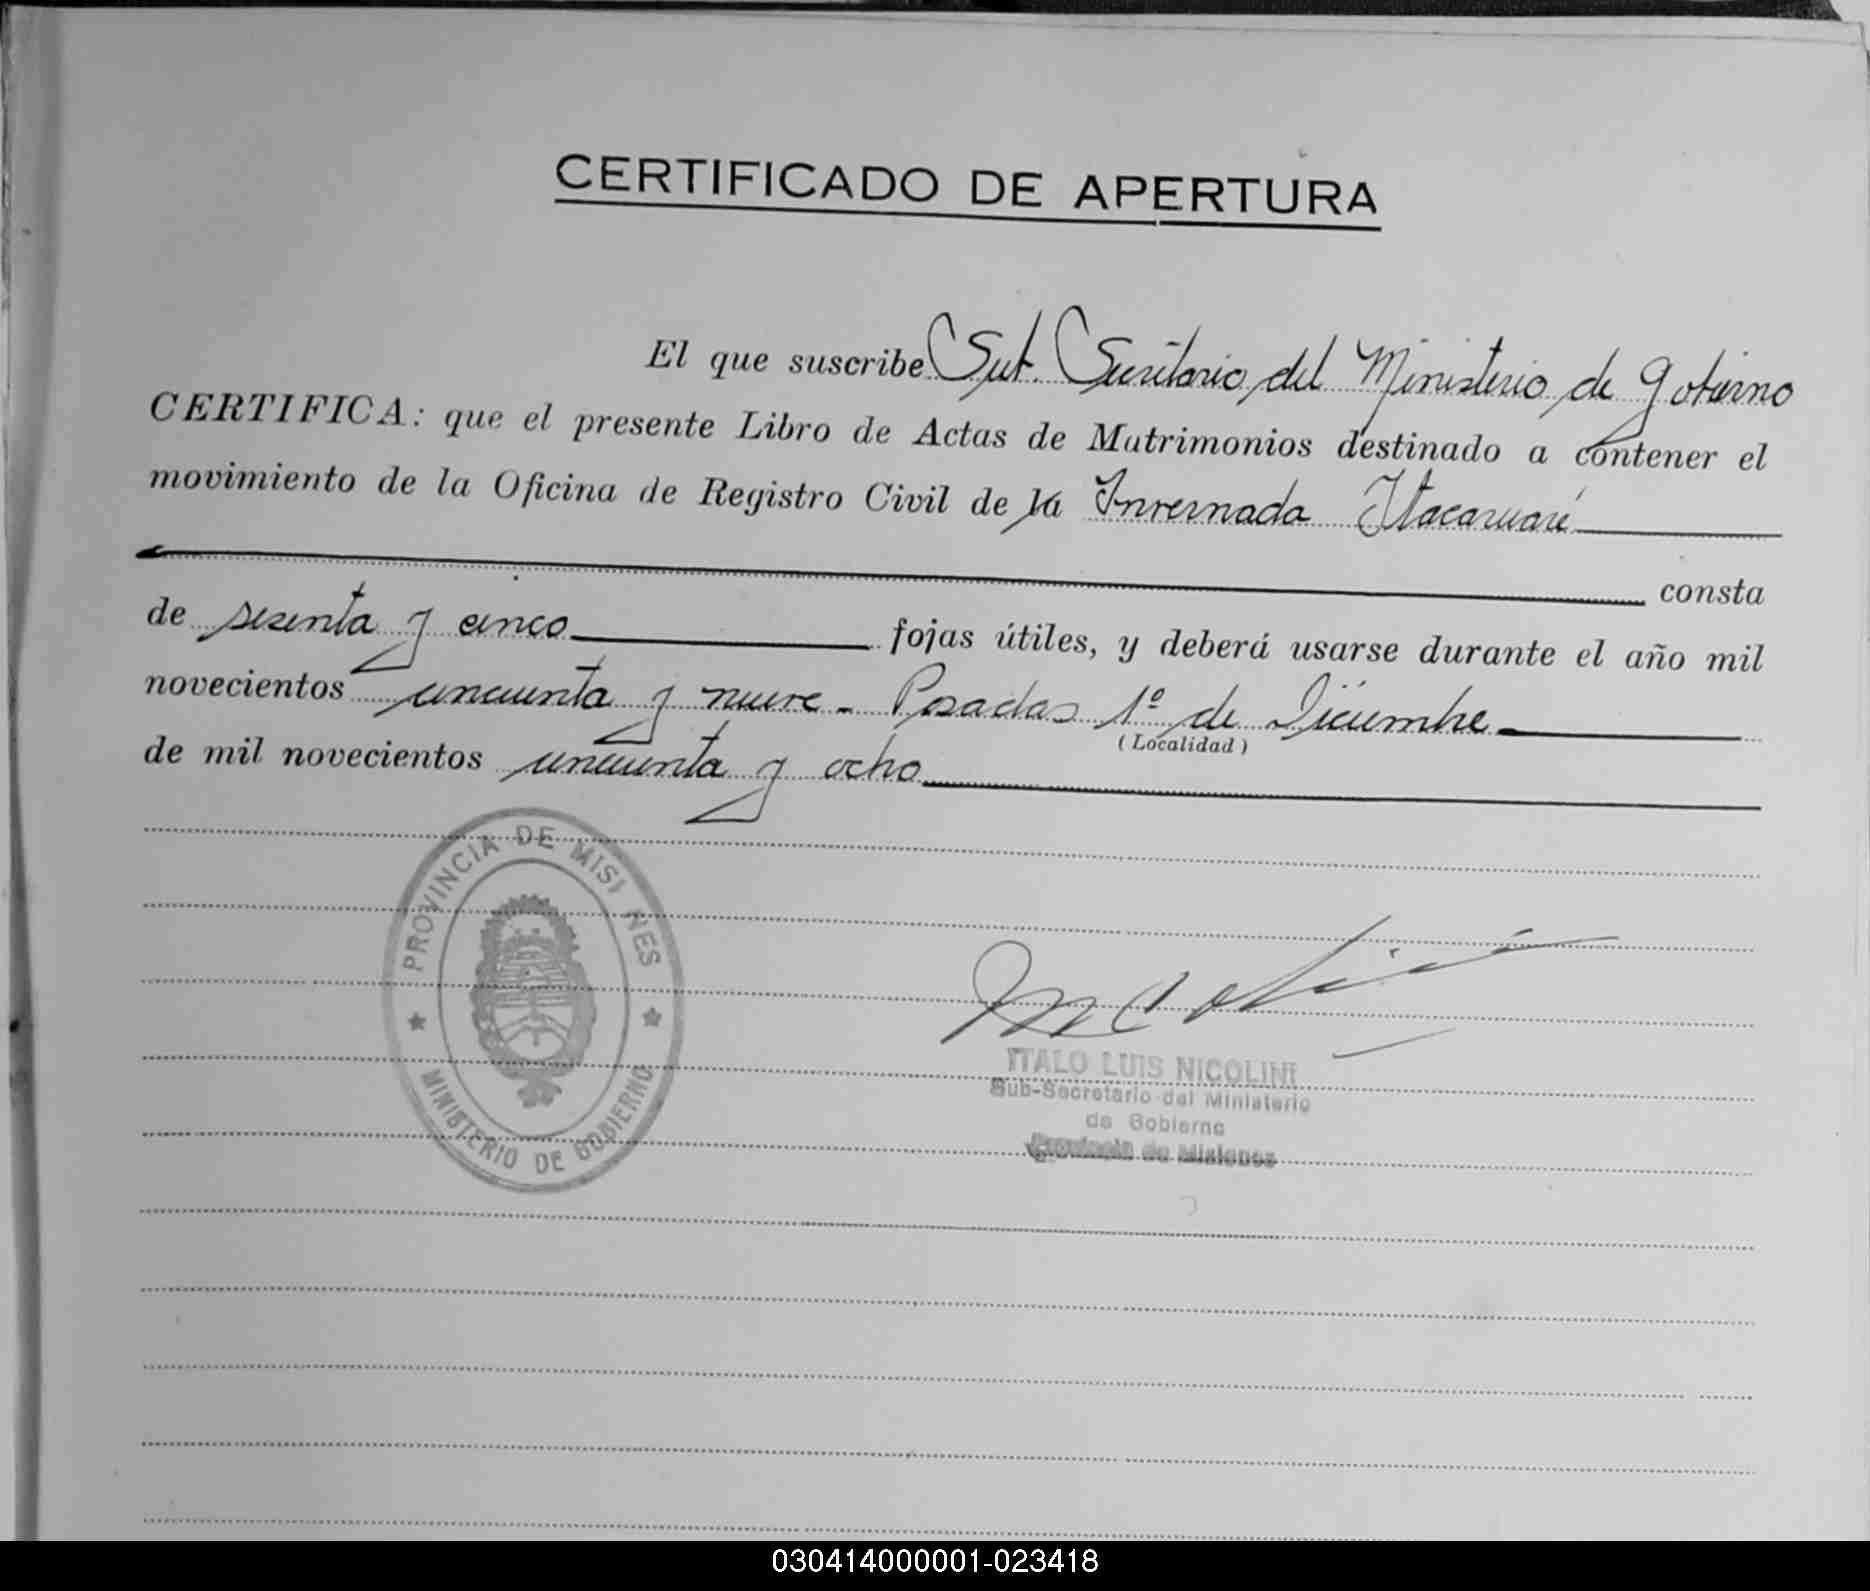 CERTIFICADO DE APERTURA
El que suscribe Sub. Secretario del Ministerio de Gobierno
CERTIFICA: que el presente Libro de Actas de Matrimonios destinado a contener el
movimiento de la Oficina de Registro Civil de la Invernada Itacaruaré
consta
de sesenta y cinco fojas útiles, y deberá usarse durante el año mil
novecientos cincuenta y nueve - Posadas 1º de Diciembre
(Localidad)
de mil novecientos cincuenta y ocho
PROVINCIA DE MISI NES
MINISTERIO DE GOBIERNO
ITALO LUIS NICOLINI
Sub-Secretario del Ministerio
de Gobierno
Provincia de Misiones
030414000001-023418